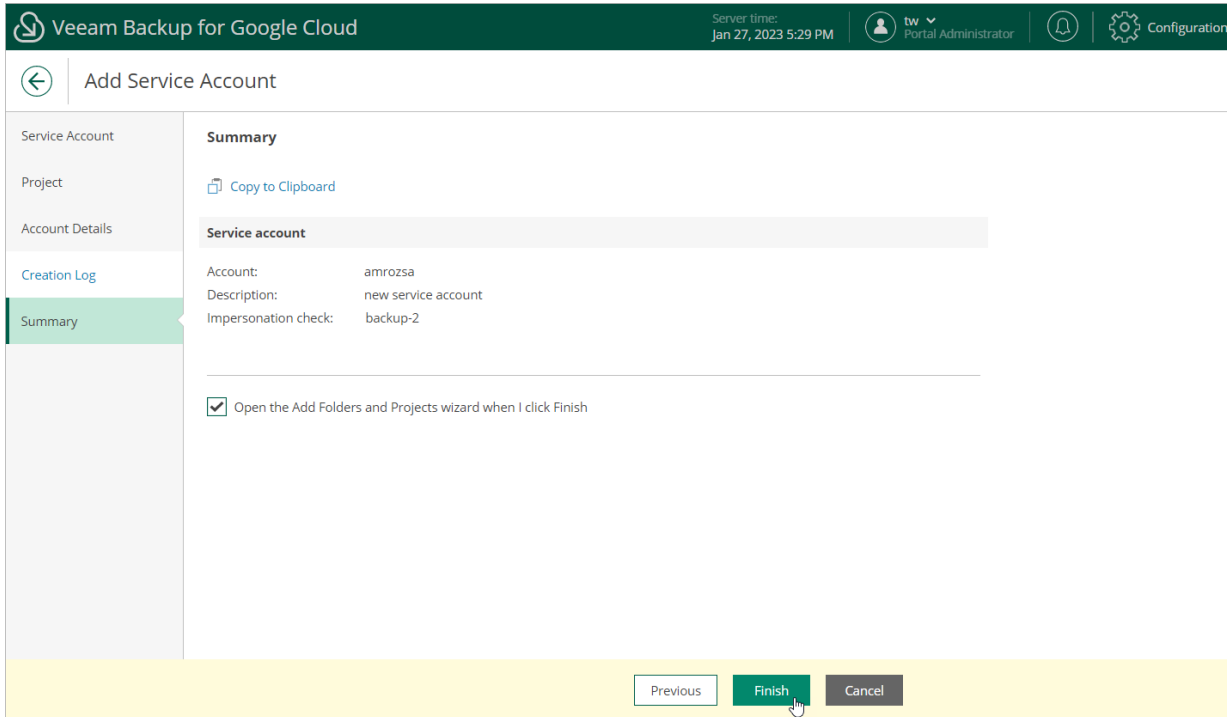 Veeam Backup for Google Cloud
Server time:
Jan 27, 2023 5:29 PM
tw
Portal Administrator
Configuration
Add Service Account
Service Account
Project
Account Details
Creation Log
Summary
Summary
Copy to Clipboard
Service account
Account: amrozsa
Description: new service account
Impersonation check: backup-2
Open the Add Folders and Projects wizard when I click Finish
Previous
Finish
Cancel